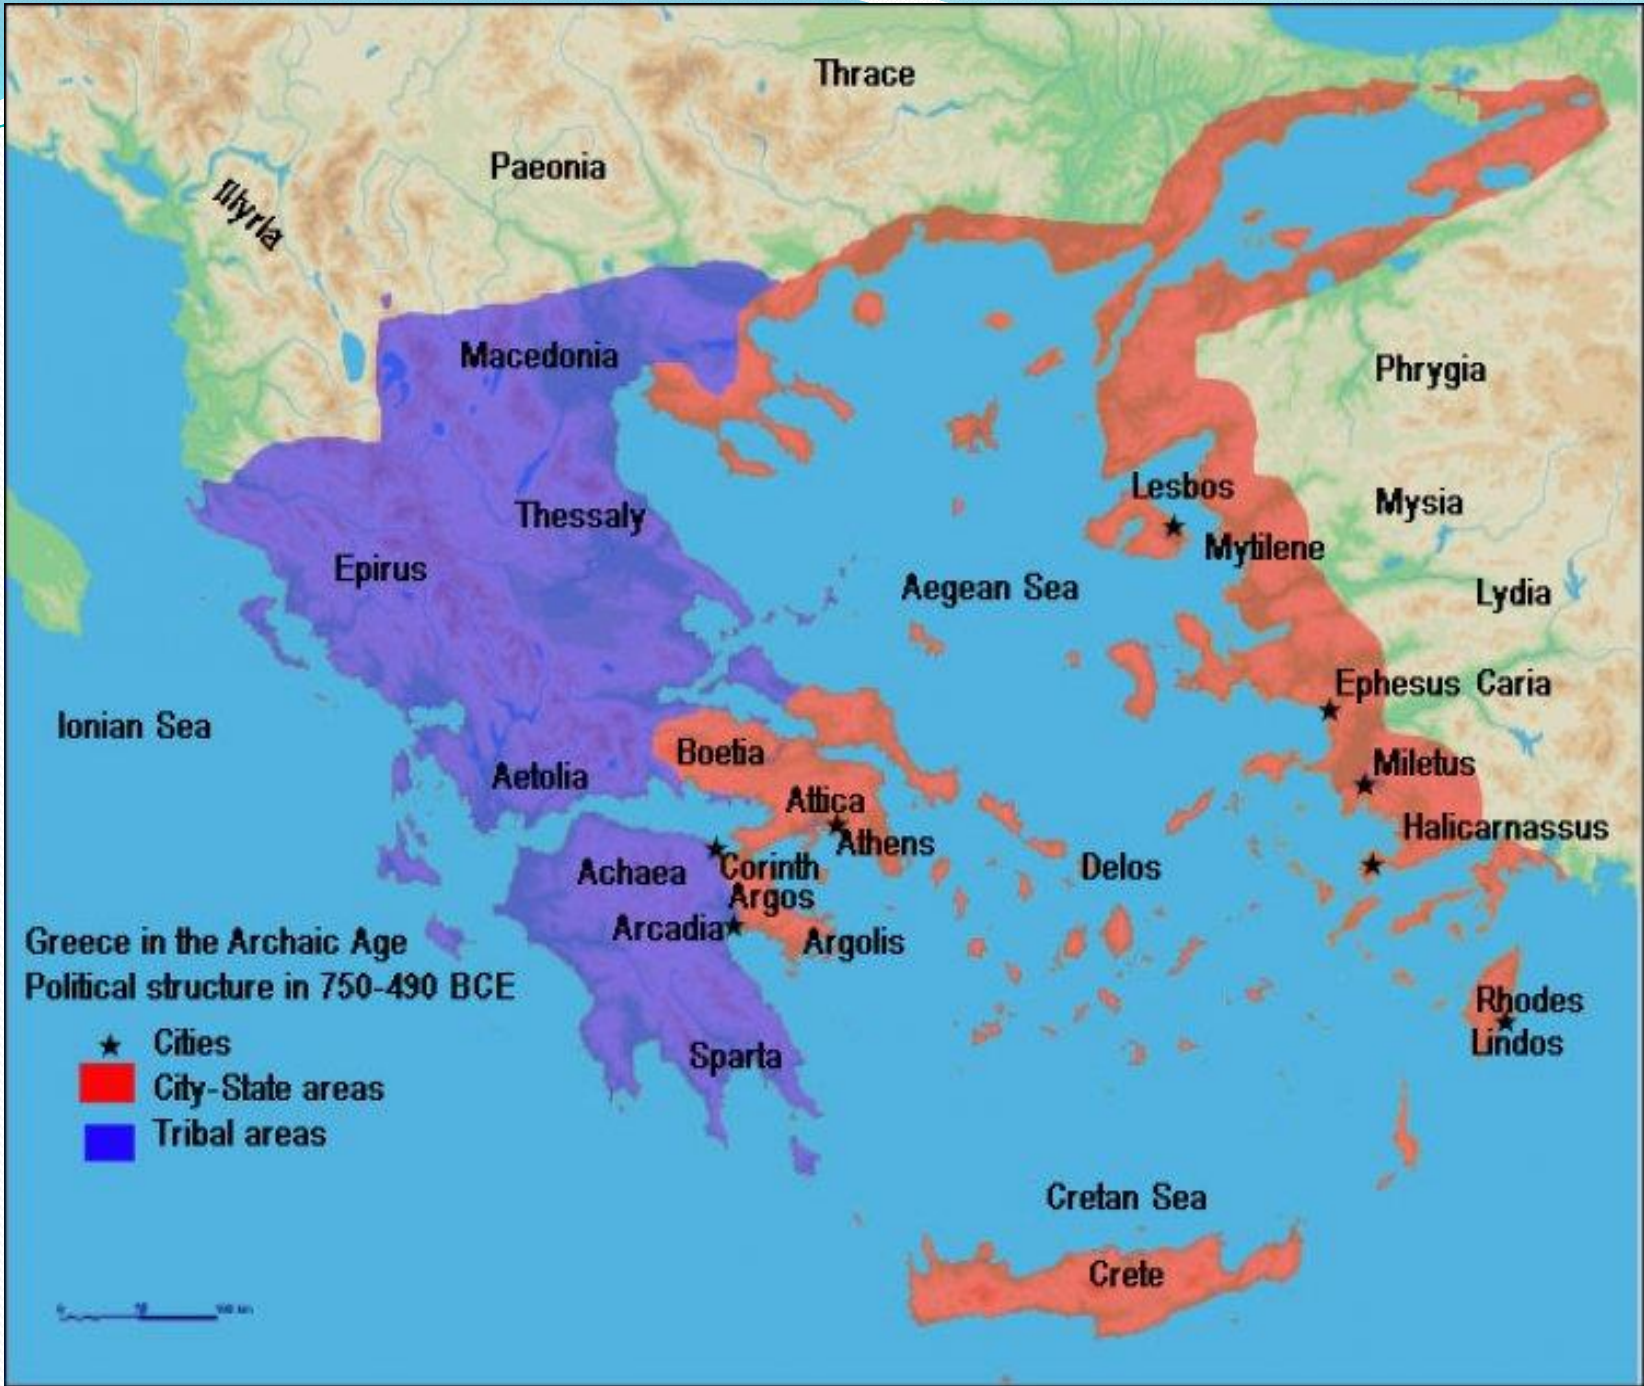 Thrace
Paeonia
Illyria
Macedonia
Phrygia
Lesbos
Mysia
Thessaly
Mytilene
Epirus
Aegean Sea
Lydia
Ephesus Caria
Ionian Sea
Boetia
Miletus
Aetolia
Attica
Halicarnassus
Athens
Achaea
Corinth
Delos
Argos
Arcadia
Argolis
Greece in the Archaic Age
Political structure in 750-490 BCE
Rhodes
Lindos
Cities
Sparta
City-State areas
Tribal areas
Cretan Sea
Crete